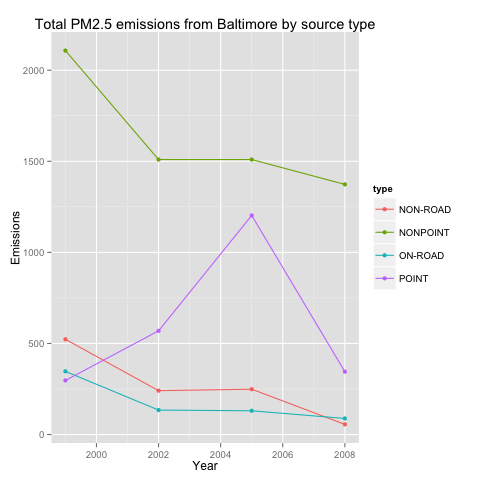 Total PM2.5 emissions from Baltimore by source type
2000
1500
1000
500
0
Emissions
2000
2002
2004
2006
2008
Year
type
NON-ROAD
NONPOINT
ON-ROAD
POINT